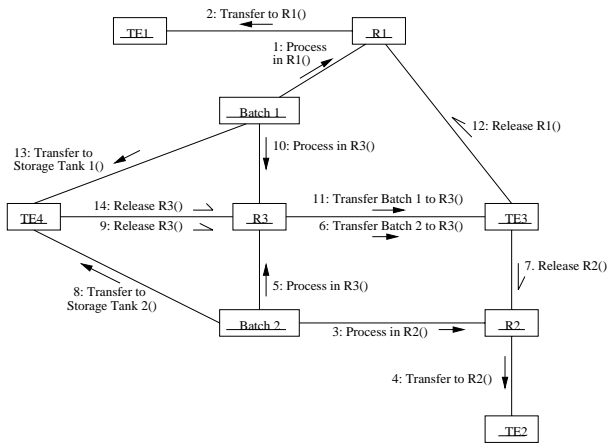 2: Transfer to R1()
TE1
R1
1: Process
in R1()
Batch 1
12: Release R1()
10: Process in R3()
13: Transfer to
Storage Tank 1()
14: Release R3()
11: Transfer Batch 1 to R3()
TE4
R3
TE3
9: Release R3()
6: Transfer Batch 2 to R3()
7. Release R2()
5: Process in R3()
8: Transfer to
Storage Tank 2()
Batch 2
R2
3: Process in R2()
4: Transfer to R2()
TE2